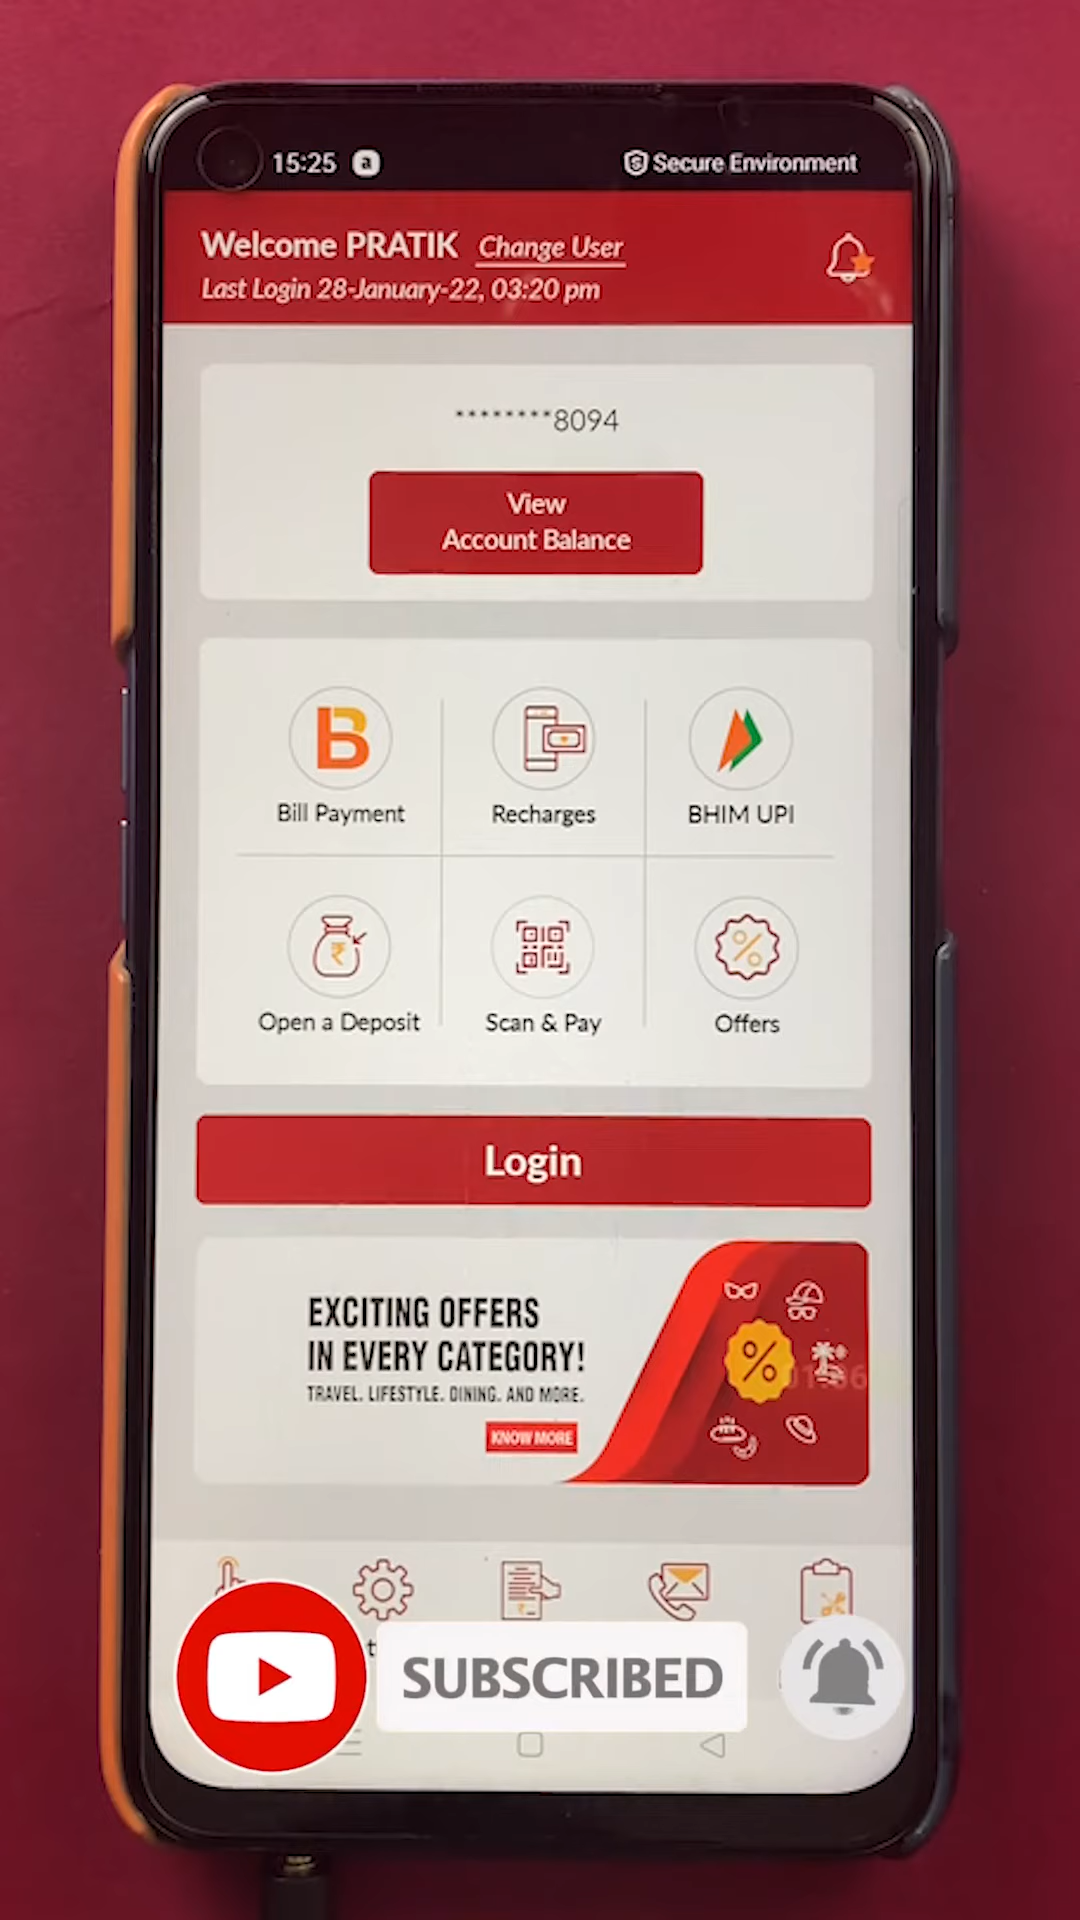 15:25 a
Secure Environment
Welcome PRATIK Change User
Last Login 28-January-22, 03:20 pm
********8094
View
Account Balance
Bill Payment
Recharges
BHIM UPI
Open a Deposit
Scan & Pay
Offers
Login
EXCITING OFFERS
IN EVERY CATEGORY!
TRAVEL. LIFESTYLE. DINING. AND MORE.
KNOW MORE
SUBSCRIBED